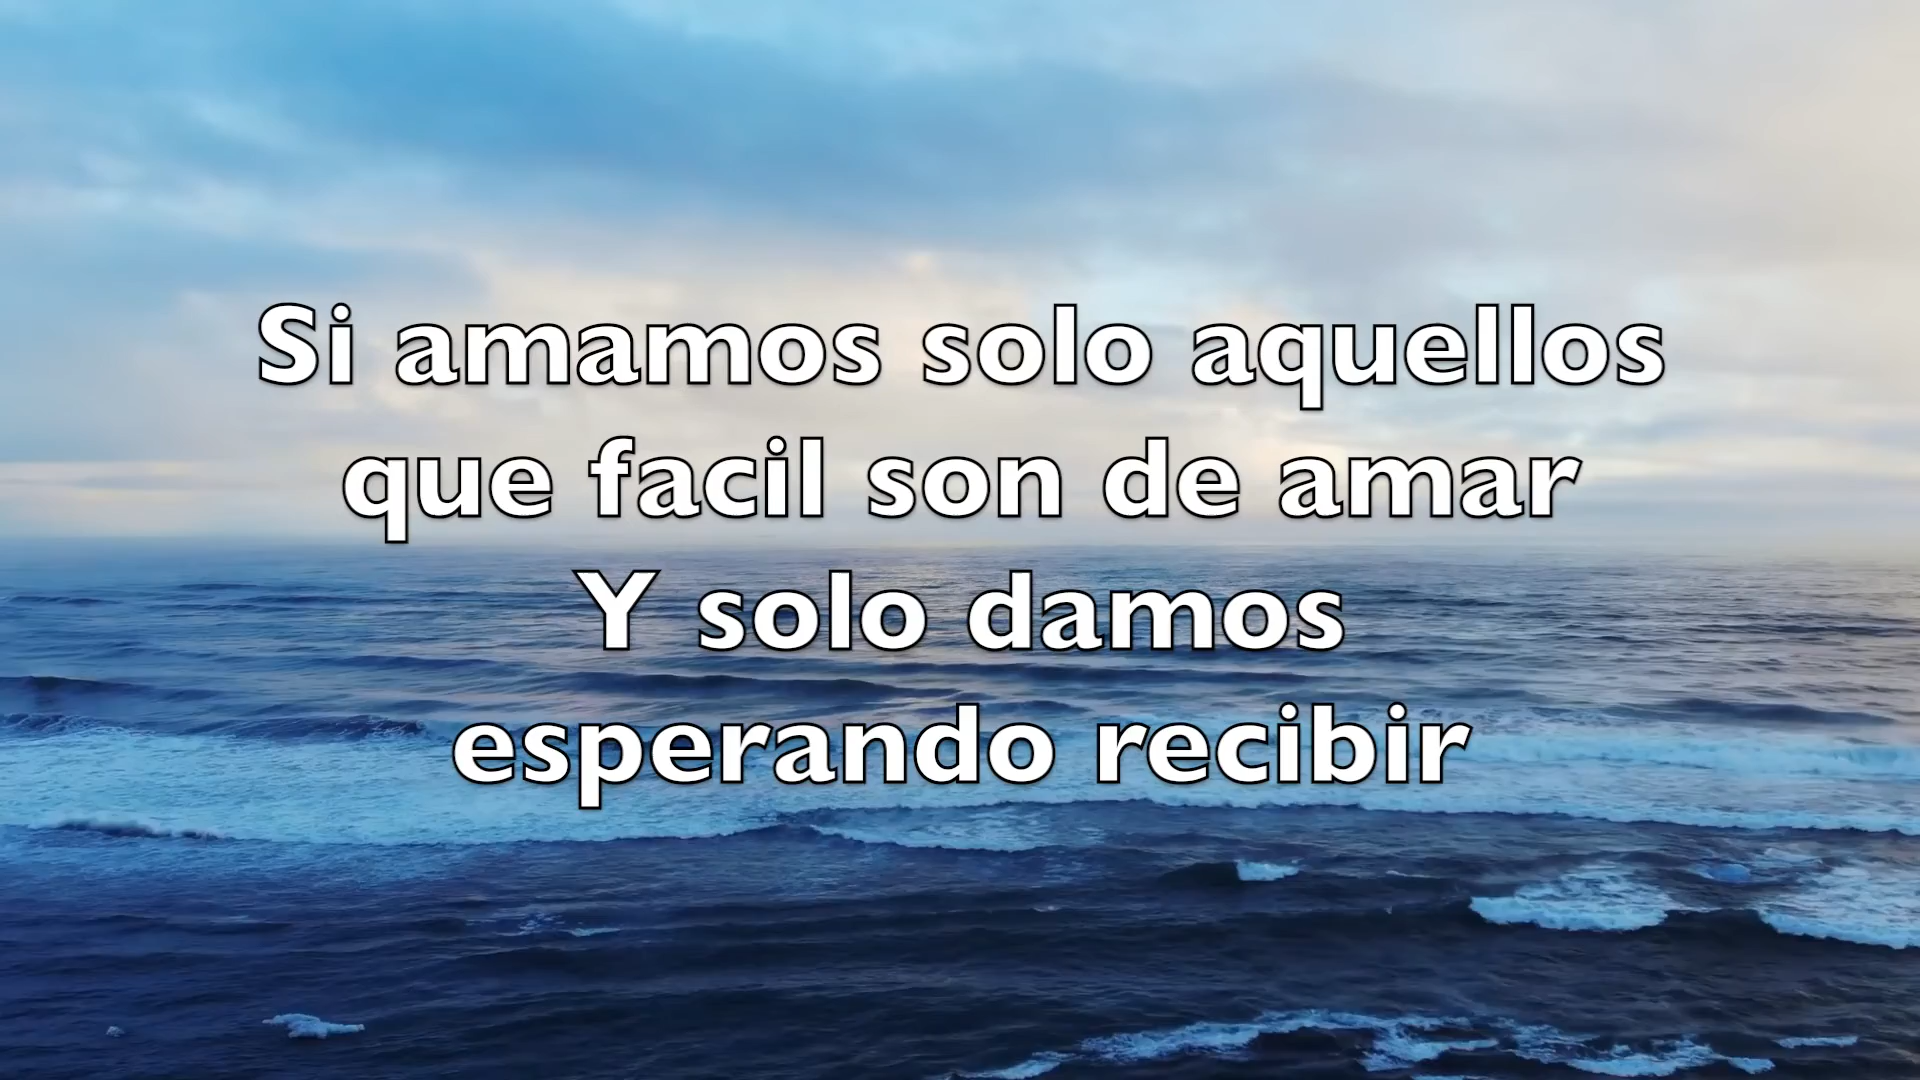 Si amamos solo aquellos
que facil son de amar
Y solo damos
esperando recibir